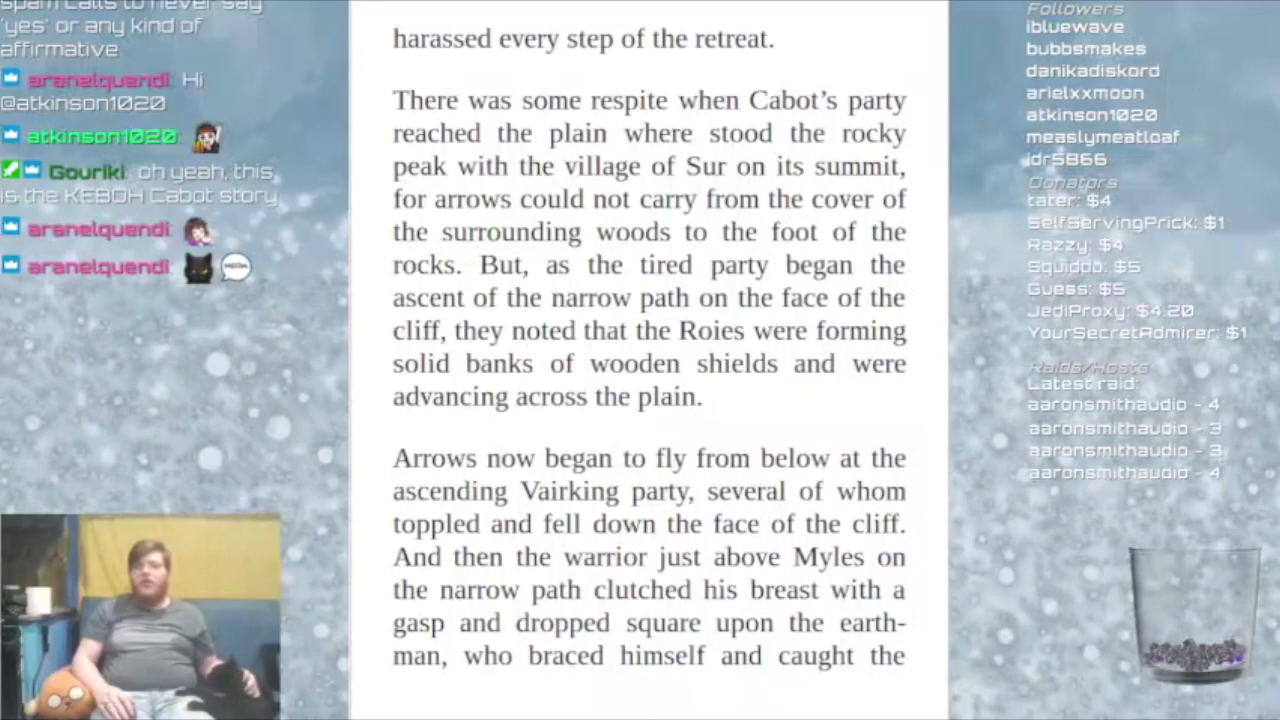 spam calls to never say
'yes' or any kind of
affirmative
aranelquendi: Hi
@atkinson1020
atkinson1020:
Gouriki: oh yeah, this
is the KEBOH Cabot story
aranelquendi:
aranelquendi:
harassed every step of the retreat.
There was some respite when Cabot's party
reached the plain where stood the rocky
peak with the village of Sur on its summit,
for arrows could not carry from the cover of
the surrounding woods to the foot of the
rocks. But, as the tired party began the
ascent of the narrow path on the face of the
cliff, they noted that the Roies were forming
solid banks of wooden shields and were
advancing across the plain.
Arrows now began to fly from below at the
ascending Vairking party, several of whom
toppled and fell down the face of the cliff.
And then the warrior just above Myles on
the narrow path clutched his breast with a
gasp and dropped square upon the earth-
man, who braced himself and caught the
Followers
ibluewave
bubbsmakes
danikadiskord
arielxxmoon
atkinson1020
measlymeatloaf
jdr5866
Donators
tater: $4
SelfServingPrick: $1
Razzy: $4
Squidob: $5
Guess: $5
JediProxy: $4.20
YourSecretAdmirer: $1
Raids/Hosts
Latest raid:
aaronsmithaudio - 4
aaronsmithaudio - 3
aaronsmithaudio - 3
aaronsmithaudio - 4